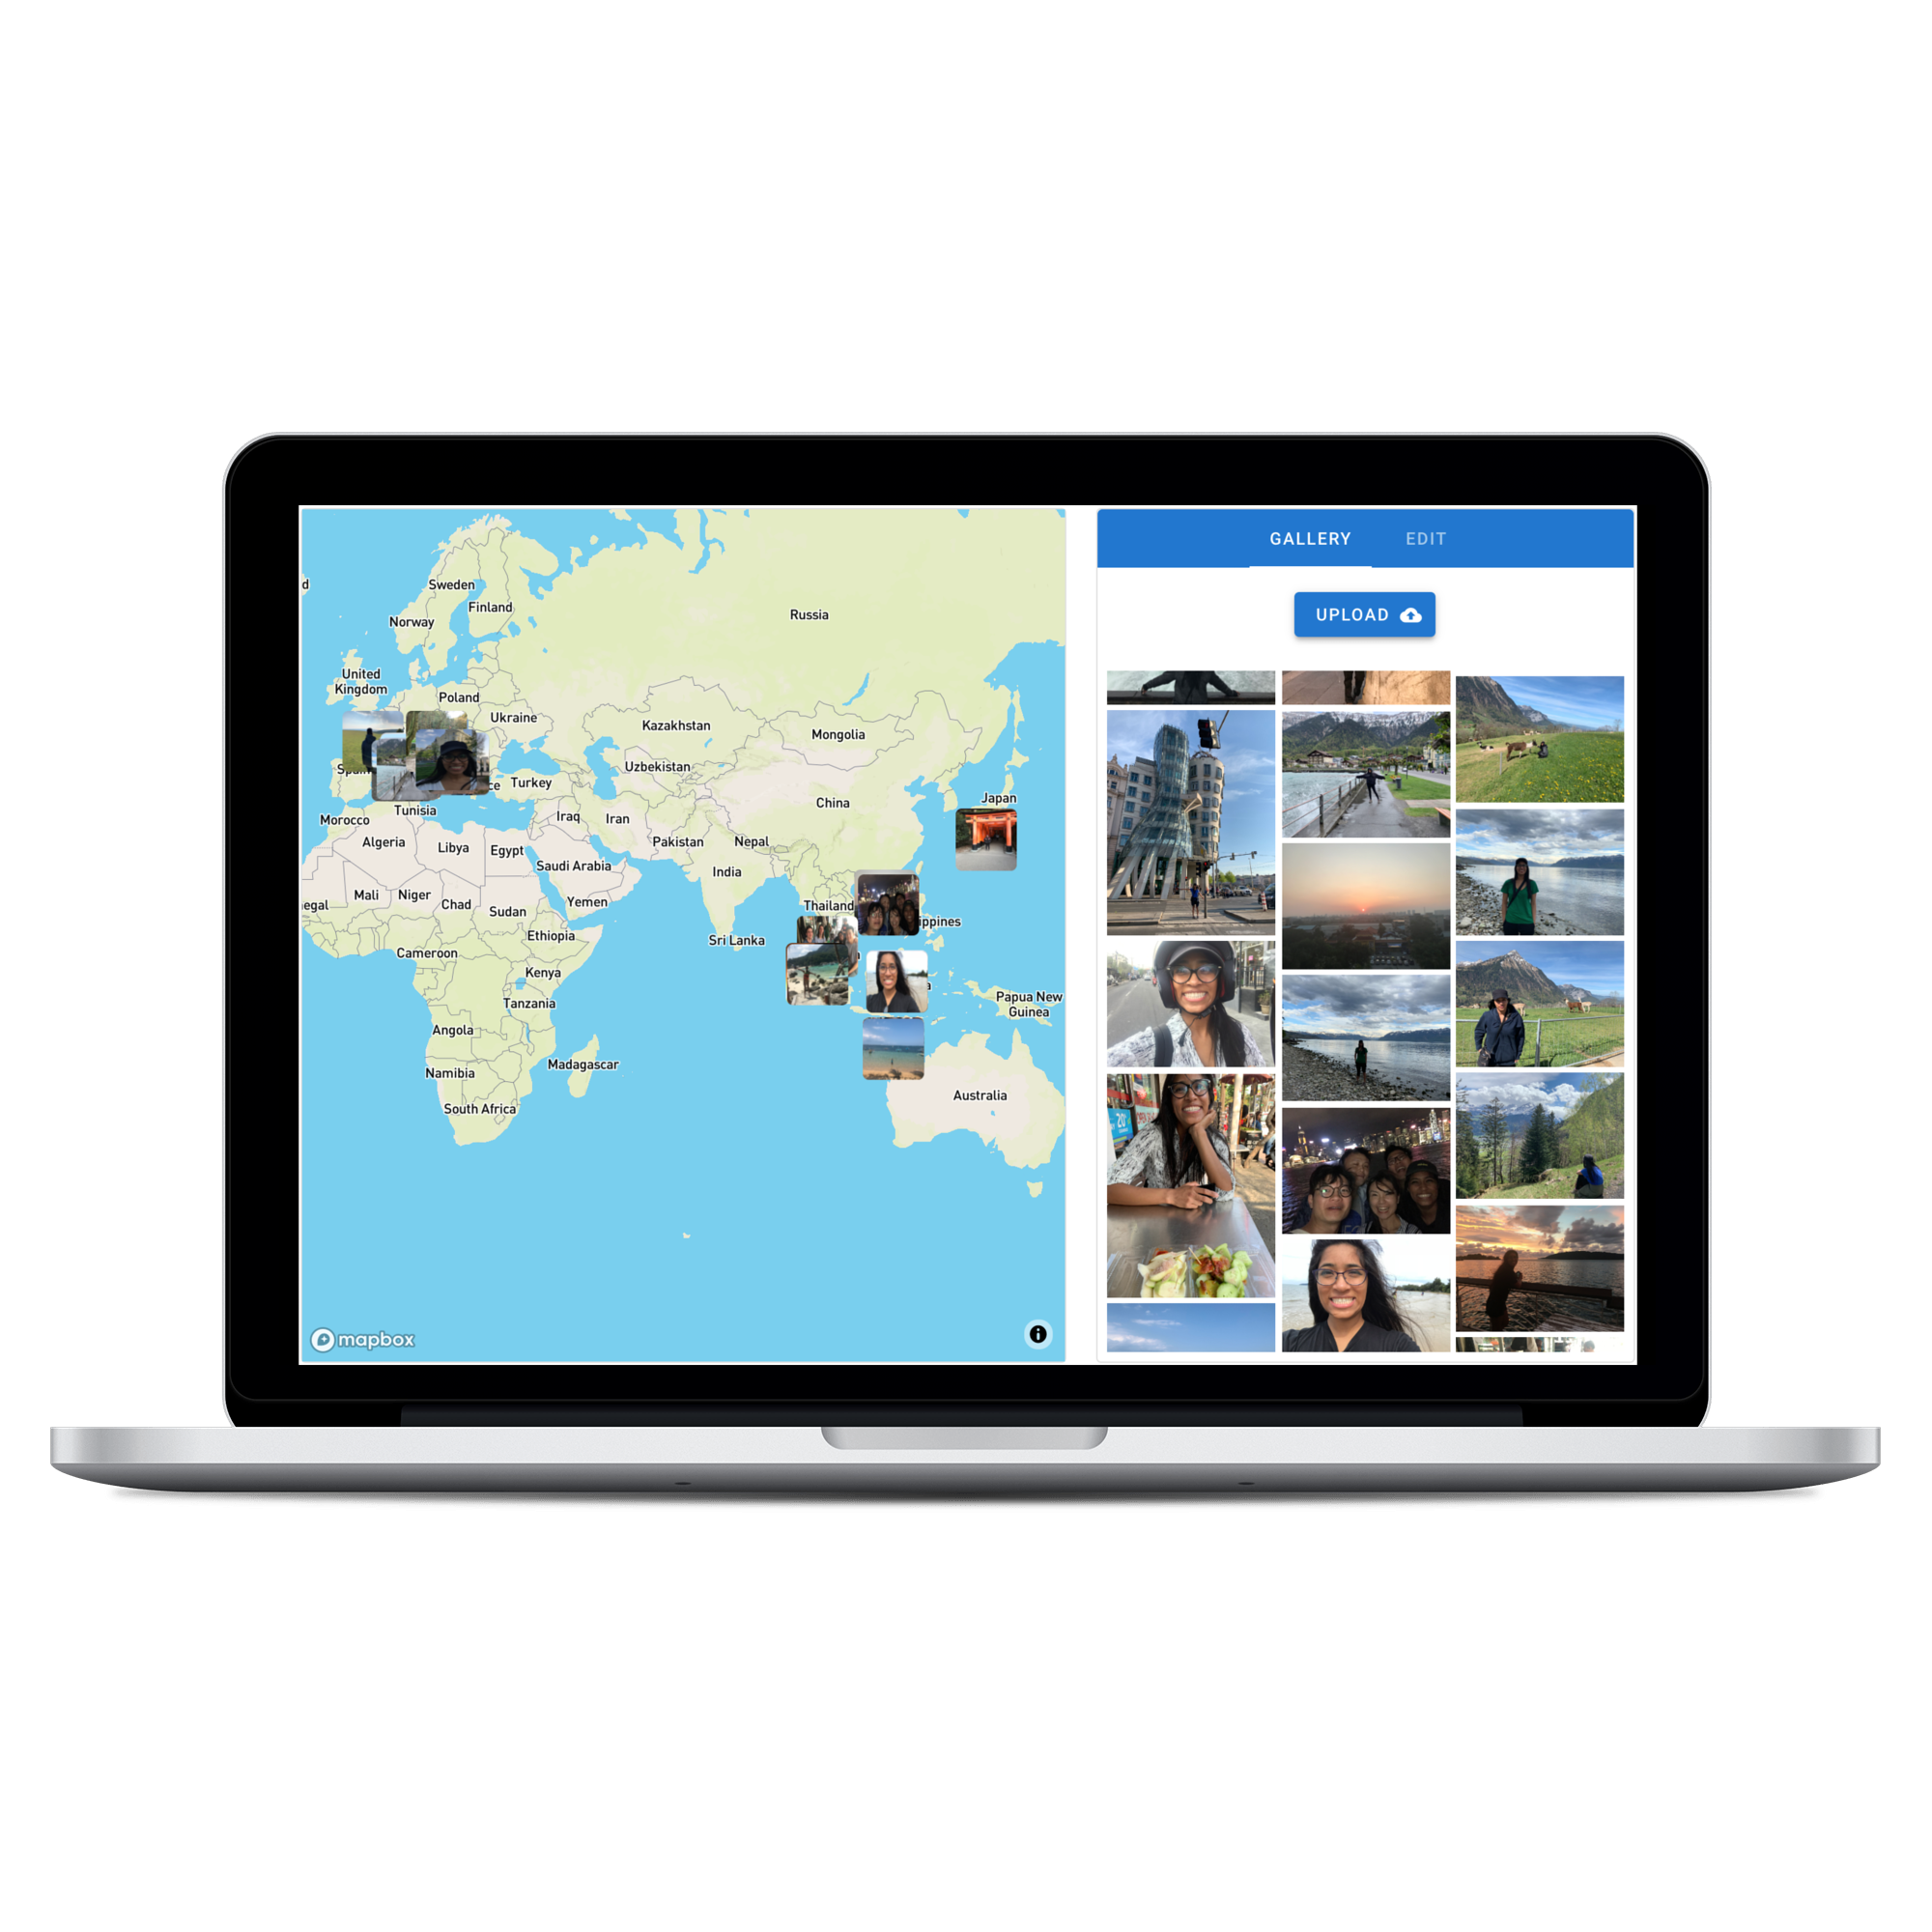 GALLERY EDIT
UPLOAD
Sweden
Finland
Norway
Russia
United
Kingdom
Poland
Ukraine
Kazakhstan
Mongolia
Uzbekistan
Turkey
China
Japan
Tunisia
Morocco
Iraq
Iran
Algeria
Libya
Egypt
Pakistan
Nepal
Saudi Arabia
India
Mali
Niger
Chad
Sudan
Yemen
Thailand
ippines
egal
Ethiopia
Sri Lanka
Cameroon
Kenya
Tanzania
Papua New
Guinea
Angola
Madagascar
Namibia
Australia
South Africa
mapbox